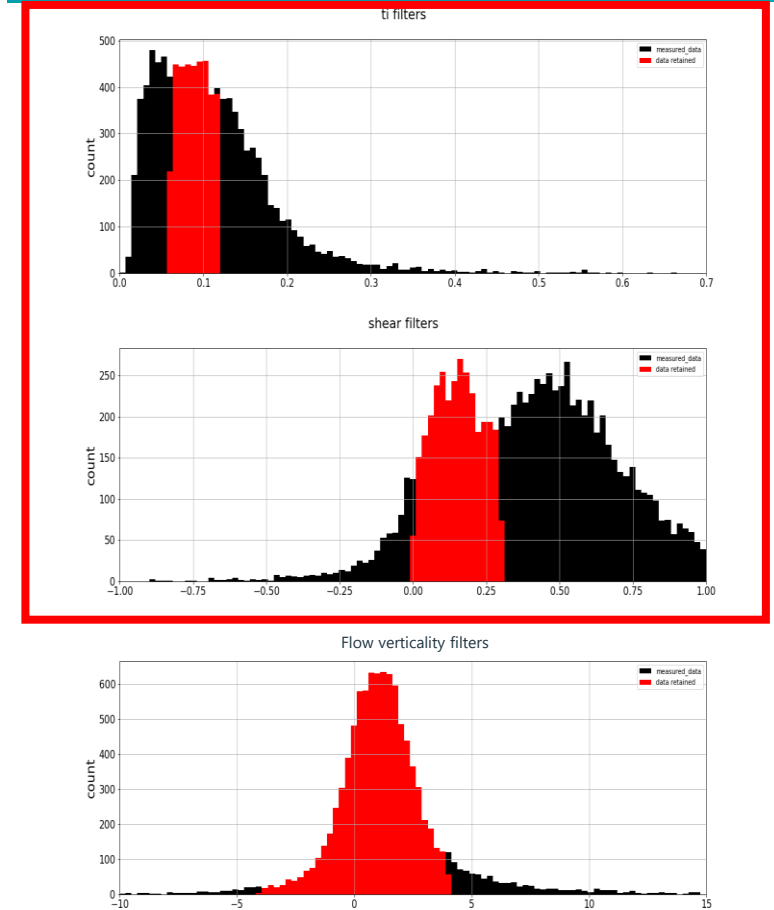 ti filters
500
400
300
200
100
0
count
measured_data
data retained
0.0 0.1 0.2 0.3 0.4 0.5 0.6 0.7
shear filters
250
200
150
100
50
0
count
measured_data
data retained
−1.00 −0.75 −0.50 −0.25 0.00 0.25 0.50 0.75 1.00
Flow verticality filters
600
500
400
300
200
100
0
count
measured_data
data retained
−10 −5 0 5 10 15